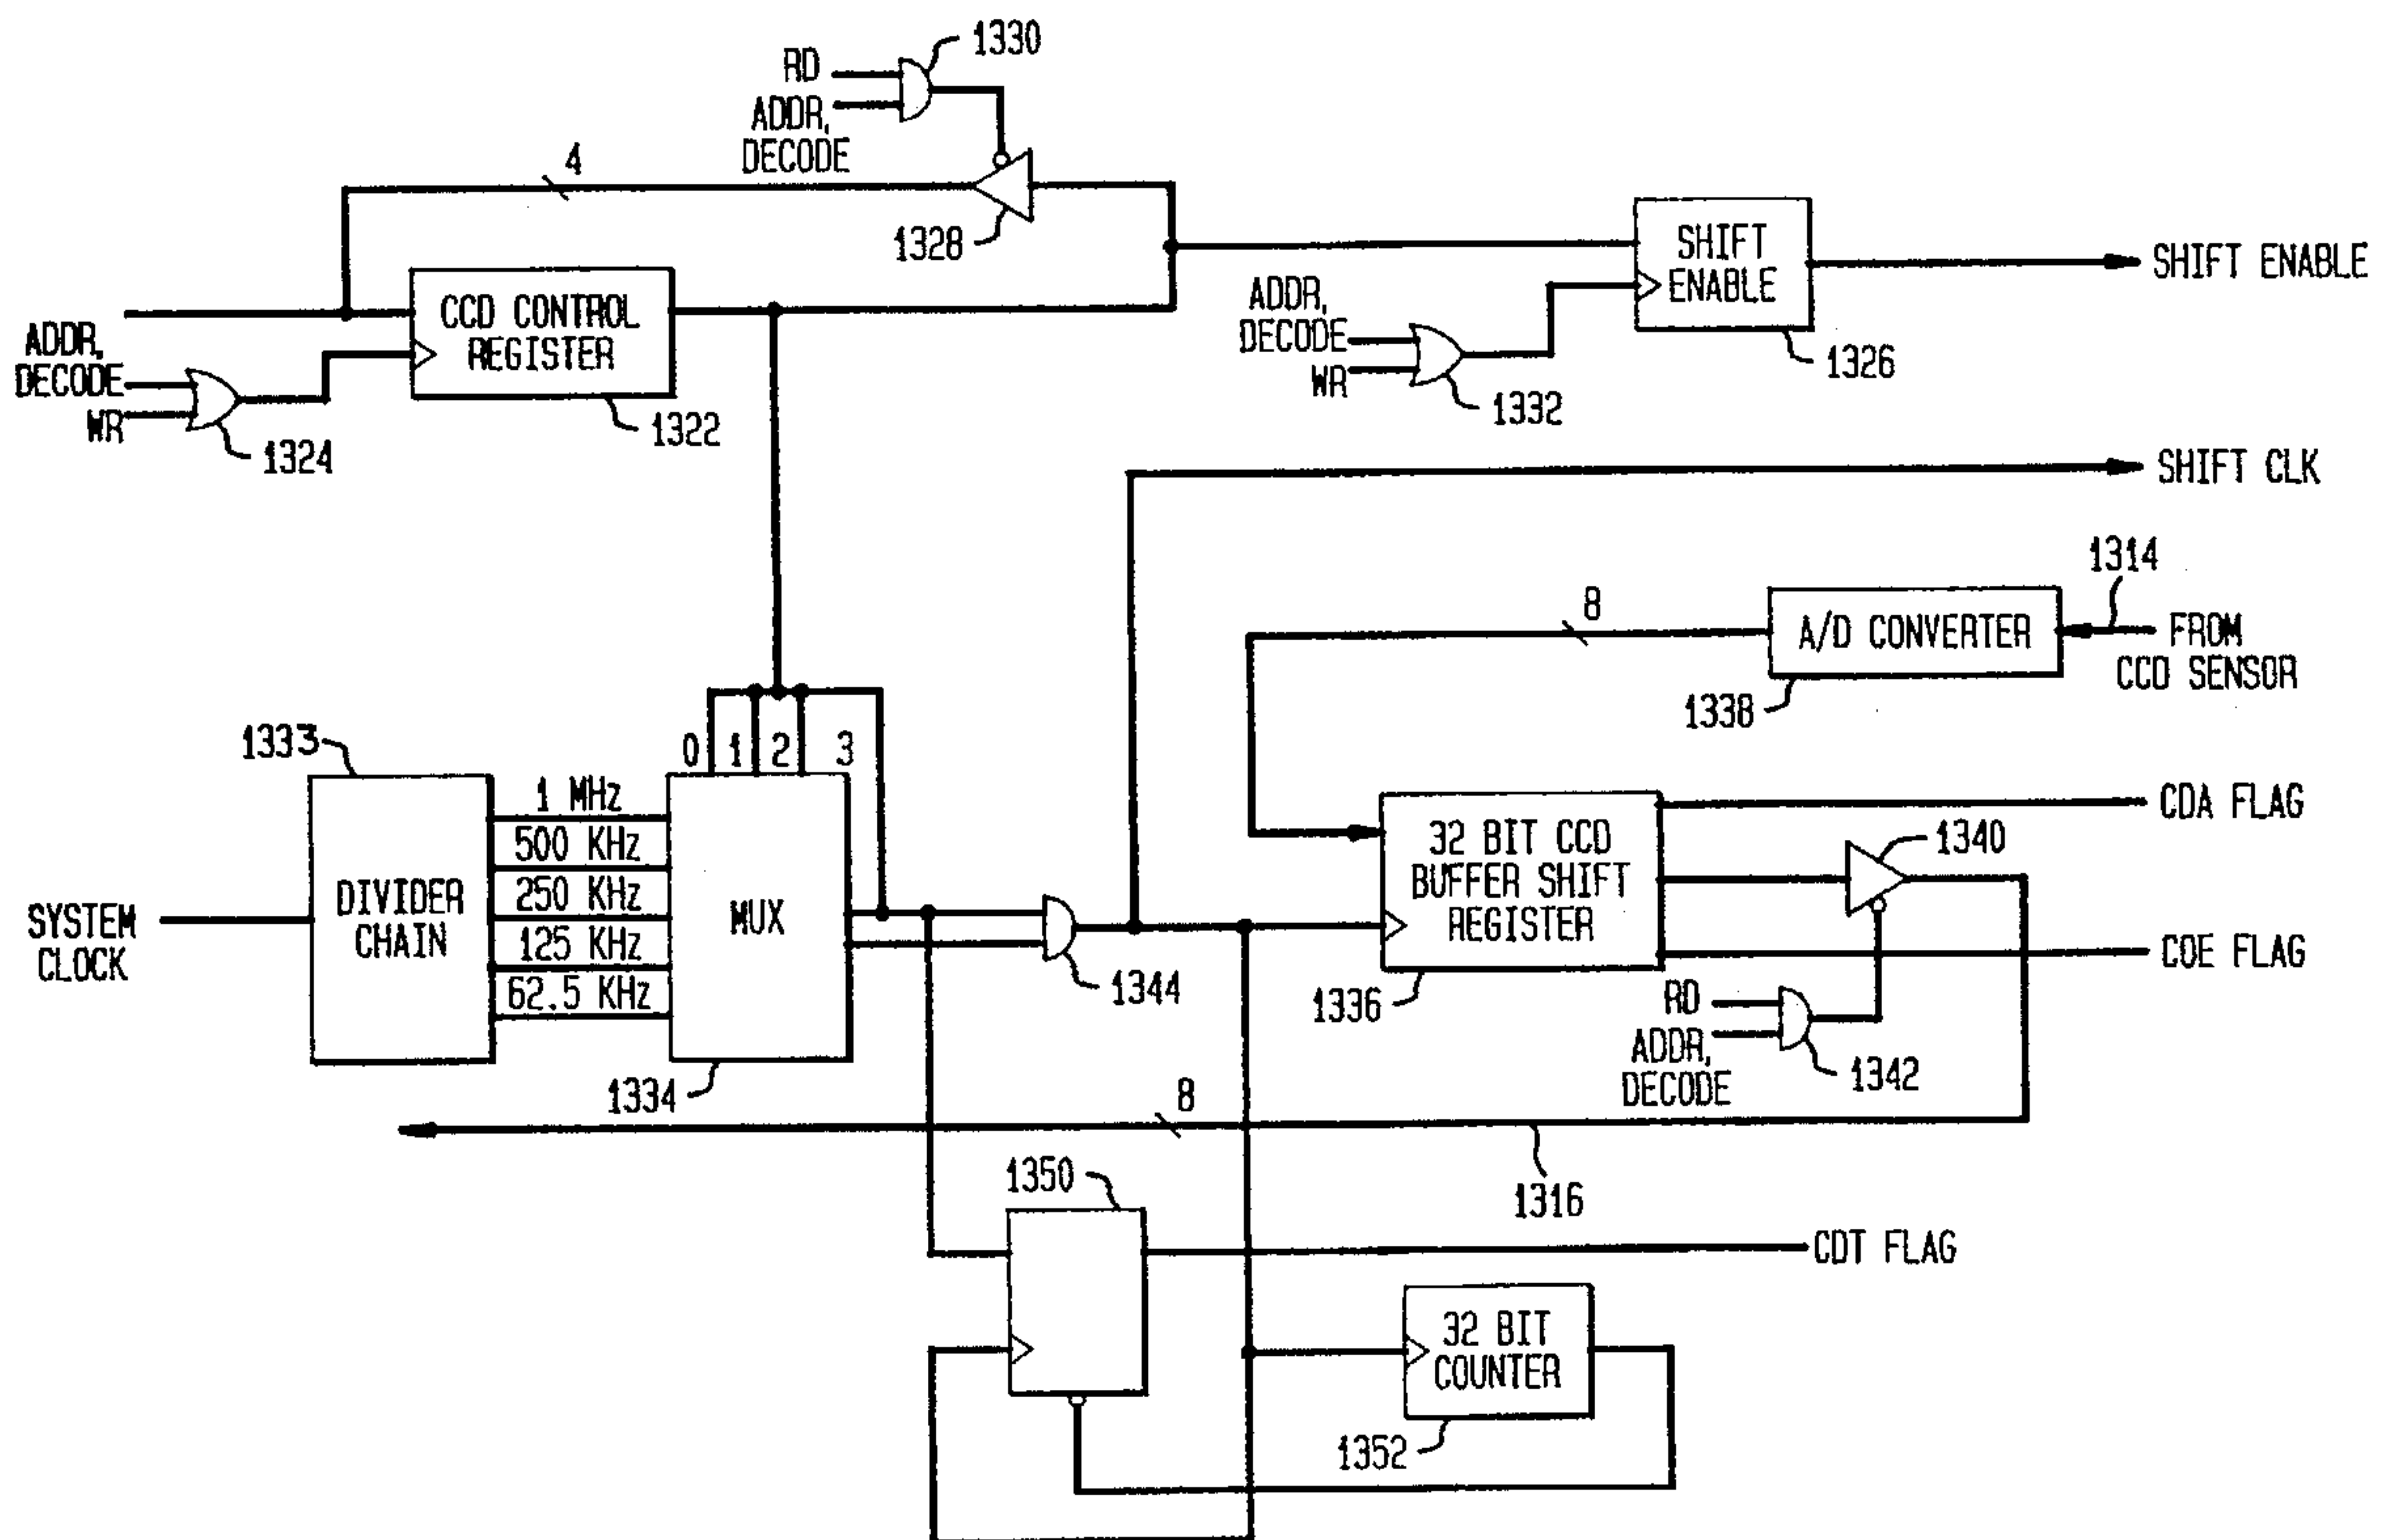 1330
RD
ADDR,
DECODE
4
1328
SHIFT
ENABLE
SHIFT ENABLE
1326
ADDR,
DECODE
WR
1332
CCD CONTROL
REGISTER
1322
ADDR,
DECODE
WR
1324
SHIFT CLK
1314
8
A/D CONVERTER
FROM
CCD SENSOR
1338
1333
0 1 2 3
1 MHz
500 KHz
250 KHz
125 KHz
62.5 KHz
SYSTEM
CLOCK
DIVIDER
CHAIN
MUX
1334
1344
32 BIT CCD
BUFFER SHIFT
REGISTER
1336
CDA FLAG
1340
COE FLAG
RD
ADDR,
DECODE
1342
8
1316
1350
CDT FLAG
32 BIT
COUNTER
1352